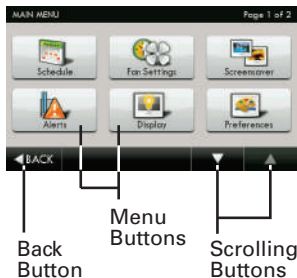 MAIN MENU Page 1 of 2
Schedule Fan Settings Screensaver
Alerts Display Preferences
BACK
Menu
Buttons
Back
Button
Scrolling
Buttons